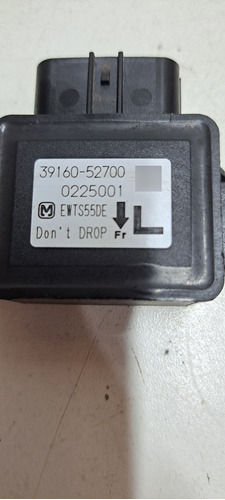 39160-52700
0225001
M EWTS55DE
Don't DROP Fr L